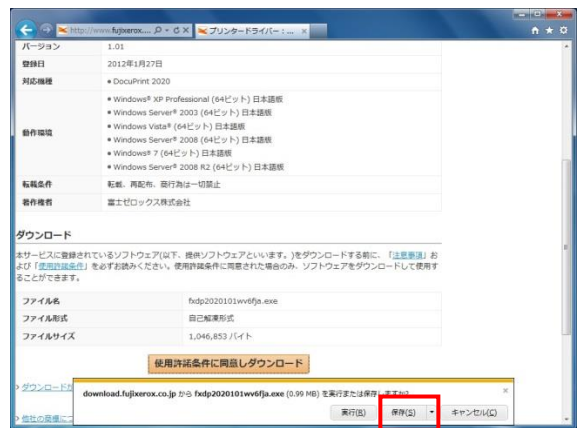 http://www.fujixerox....
プリンタードライバー : ...
バージョン 1.01
登録日 2012年1月27日
対応機種 • DocuPrint 2020
動作環境
• Windows® XP Professional (64ビット) 日本語版
• Windows Server® 2003 (64ビット) 日本語版
• Windows Vista® (64ビット) 日本語版
• Windows Server® 2008 (64ビット) 日本語版
• Windows® 7 (64ビット) 日本語版
• Windows Server® 2008 R2 (64ビット) 日本語版
転載条件 転載、再配布、商行為は一切禁止
著作権者 富士ゼロックス株式会社
ダウンロード
本サービスに登録されているソフトウェア(以下、提供ソフトウェアといいます。)をダウンロードする前に、「注意事項」お
よび「使用許諾条件」を必ずお読みください。使用許諾条件に同意された場合のみ、ソフトウェアをダウンロードして使用す
ることができます。
ファイル名 fxdp2020101wv6fja.exe
ファイル形式 自己解凍形式
ファイルサイズ 1,046,853 バイト
使用許諾条件に同意しダウンロード
ダウンロードが
download.fujixerox.co.jp から fxdp2020101wv6fja.exe (0.99 MB) を実行または保存しますか?
他社の商標につ
実行(R) 保存(S) キャンセル(C)